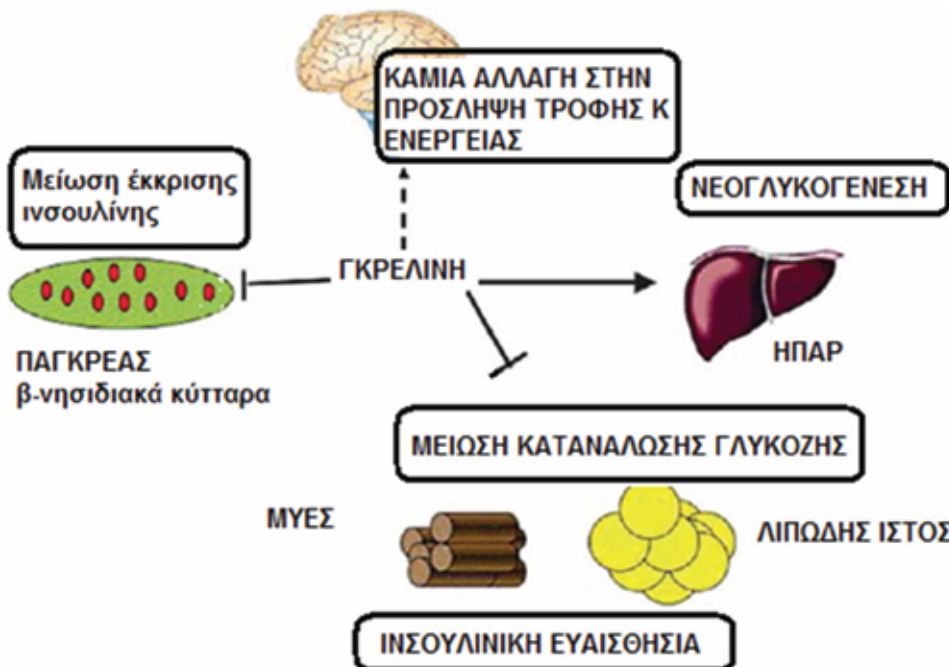 ΚΑΜΙΑ ΑΛΛΑΓΗ ΣΤΗΝ
ΠΡΟΣΛΗΨΗ ΤΡΟΦΗΣ Κ
ΕΝΕΡΓΕΙΑΣ
Μείωση έκκρισης
ινσουλίνης
ΝΕΟΓΛΥΚΟΓΕΝΕΣΗ
ΓΚΡΕΛΙΝΗ
ΠΑΓΚΡΕΑΣ
β-νησιδιακά κύτταρα
ΗΠΑΡ
ΜΕΙΩΣΗ ΚΑΤΑΝΑΛΩΣΗΣ ΓΛΥΚΟΖΗΣ
ΜΥΕΣ
ΛΙΠΩΔΗΣ ΙΣΤΟΣ
ΙΝΣΟΥΛΙΝΙΚΗ ΕΥΑΙΣΘΗΣΙΑ